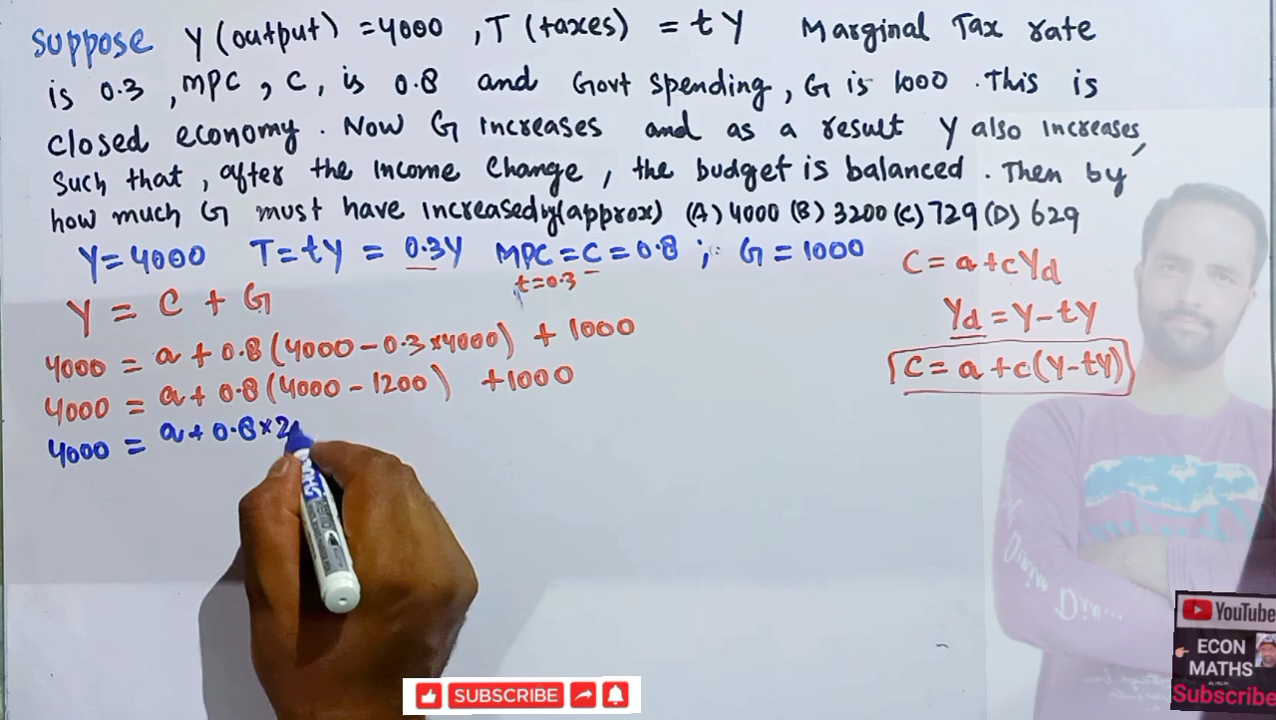 Suppose Y (output) = 4000 , T (taxes) = t Y Marginal Tax rate
is 0.3 , MPC , C , is 0.8 and Govt spending, G is 1000 . This is
closed economy . Now G increases and as a result Y also increases,
Such that , after the income change , the budget is balanced . Then by
how much G must have increased by (approx) (A) 4000 (B) 3200 (C) 729 (D) 629
Y = 4000 T = tY = 0.3Y MPC = C = 0.8 ; G = 1000
t = 0.3
Y = C + G
4000 = a + 0.8 (4000 - 0.3 x 4000) + 1000
4000 = a + 0.8 (4000 - 1200) + 1000
4000 = a + 0.8 x 2
C = a + cYd
Yd = Y - tY
C = a + c(Y - tY)
SUBSCRIBE
YouTube
ECON
MATHS
Subscribe